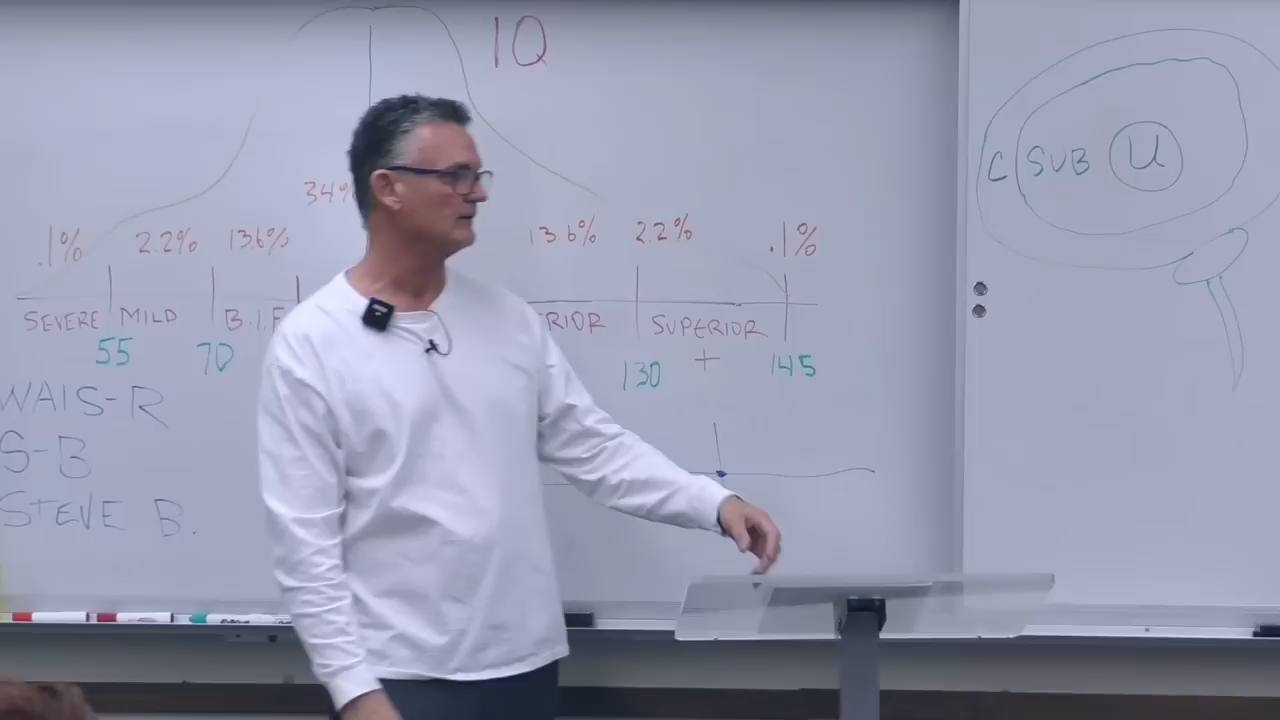 IQ
34%
.1% 2.2% 13.6% 13.6% 2.2% .1%
SEVERE MILD B.I.F RIOR SUPERIOR
+
55 70 130 145
WAIS-R
S-B
STEVE B.
C SUB U